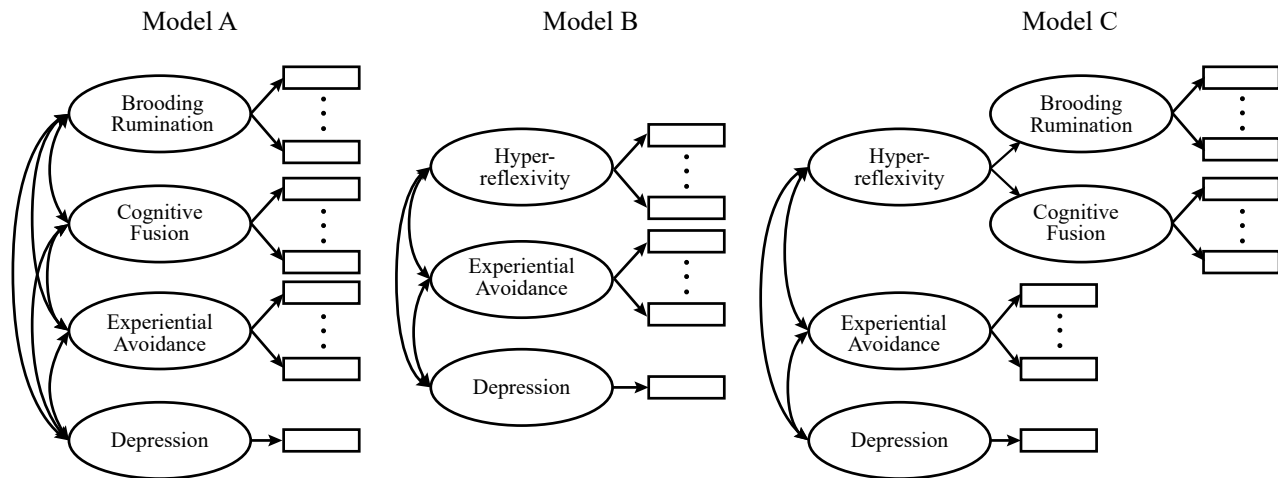 Model A
Brooding
Rumination
Cognitive
Fusion
Experiential
Avoidance
Depression
Model B
Hyper-
reflexivity
Experiential
Avoidance
Depression
Model C
Hyper-
reflexivity
Brooding
Rumination
Cognitive
Fusion
Experiential
Avoidance
Depression